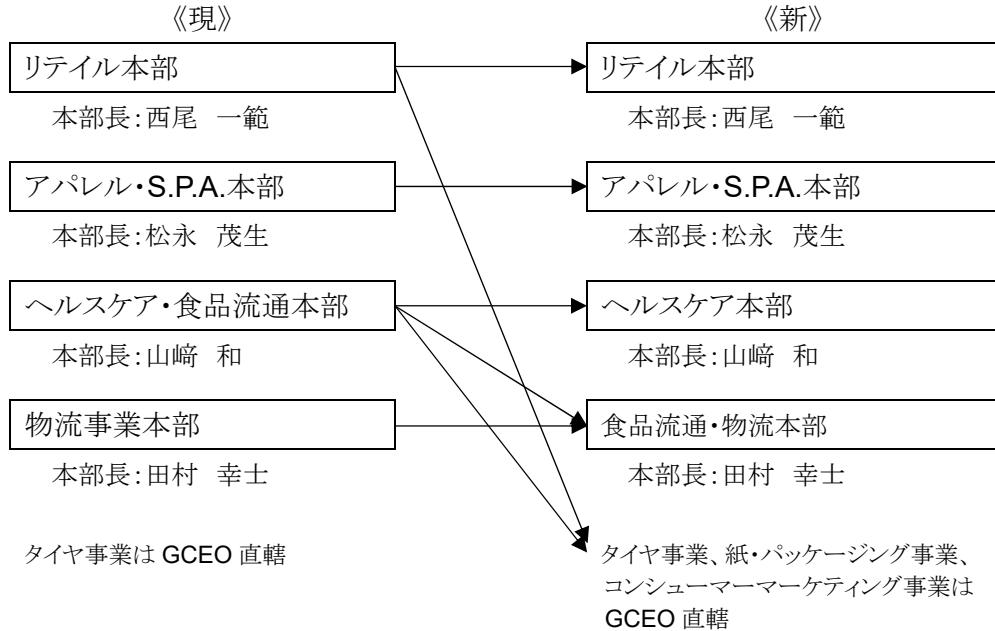 《現》
《新》
リテイル本部
リテイル本部
本部長:西尾 一範
本部長:西尾 一範
アパレル・S.P.A.本部
アパレル・S.P.A.本部
本部長:松永 茂生
本部長:松永 茂生
ヘルスケア・食品流通本部
ヘルスケア本部
本部長:山﨑 和
本部長:山﨑 和
物流事業本部
食品流通・物流本部
本部長:田村 幸士
本部長:田村 幸士
タイヤ事業は GCEO 直轄
タイヤ事業、紙・パッケージング事業、
コンシューマーマーケティング事業は
GCEO 直轄